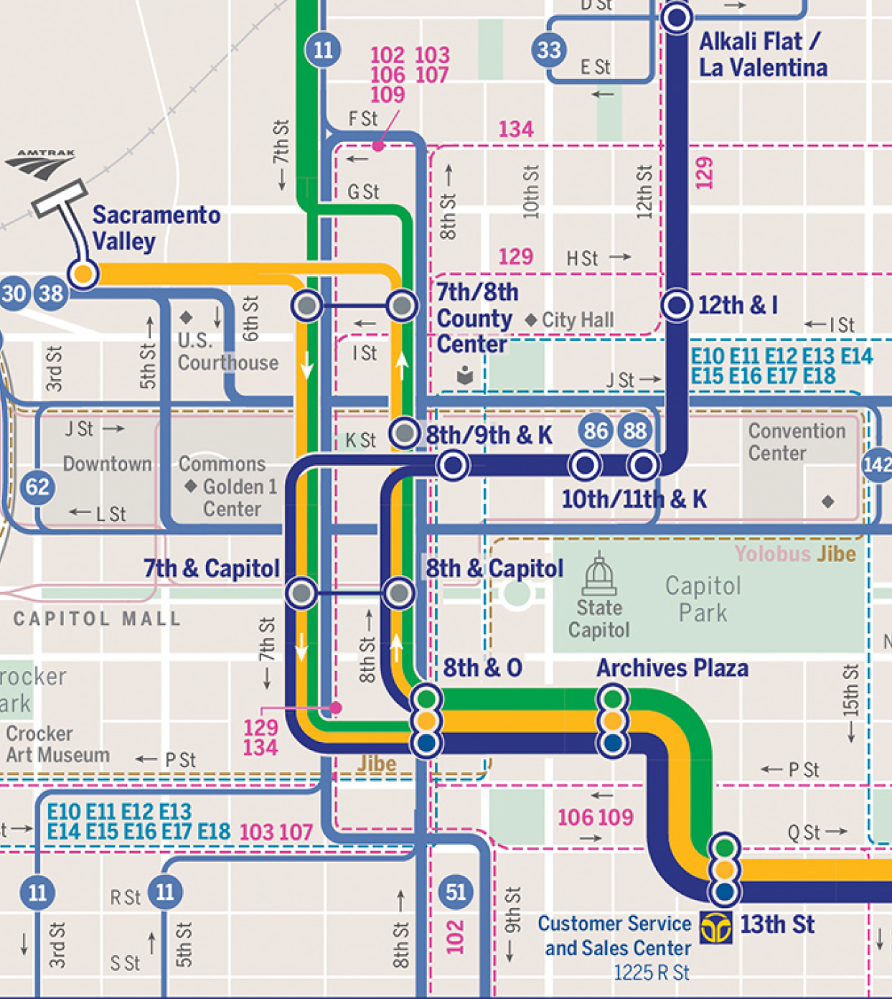 D St
11
102 103
106 107
109
33
Alkali Flat /
La Valentina
E St
F St
7th St
134
129
AMTRAK
G St
8th St
10th St
12th St
Sacramento
Valley
129
H St
30
38
7th/8th
County
Center
City Hall
12th & I
6th St
I St
U.S.
Courthouse
3rd St
5th St
I St
E10 E11 E12 E13 E14
E15 E16 E17 E18
J St
J St
K St
8th/9th & K
86
88
Convention
Center
Downtown
Commons
142
62
Golden 1
Center
10th/11th & K
L St
7th & Capitol
8th & Capitol
Yolobus Jibe
State
Capitol
Capitol
Park
CAPITOL MALL
7th St
8th St
N
rocker
ark
8th & O
Archives Plaza
15th St
Crocker
Art Museum
129
134
P St
Jibe
P St
E10 E11 E12 E13
E14 E15 E16 E17 E18
103 107
106 109
t
Q St
11
R St
11
51
3rd St
5th St
8th St
102
9th St
Customer Service
and Sales Center
1225 R St
13th St
S St